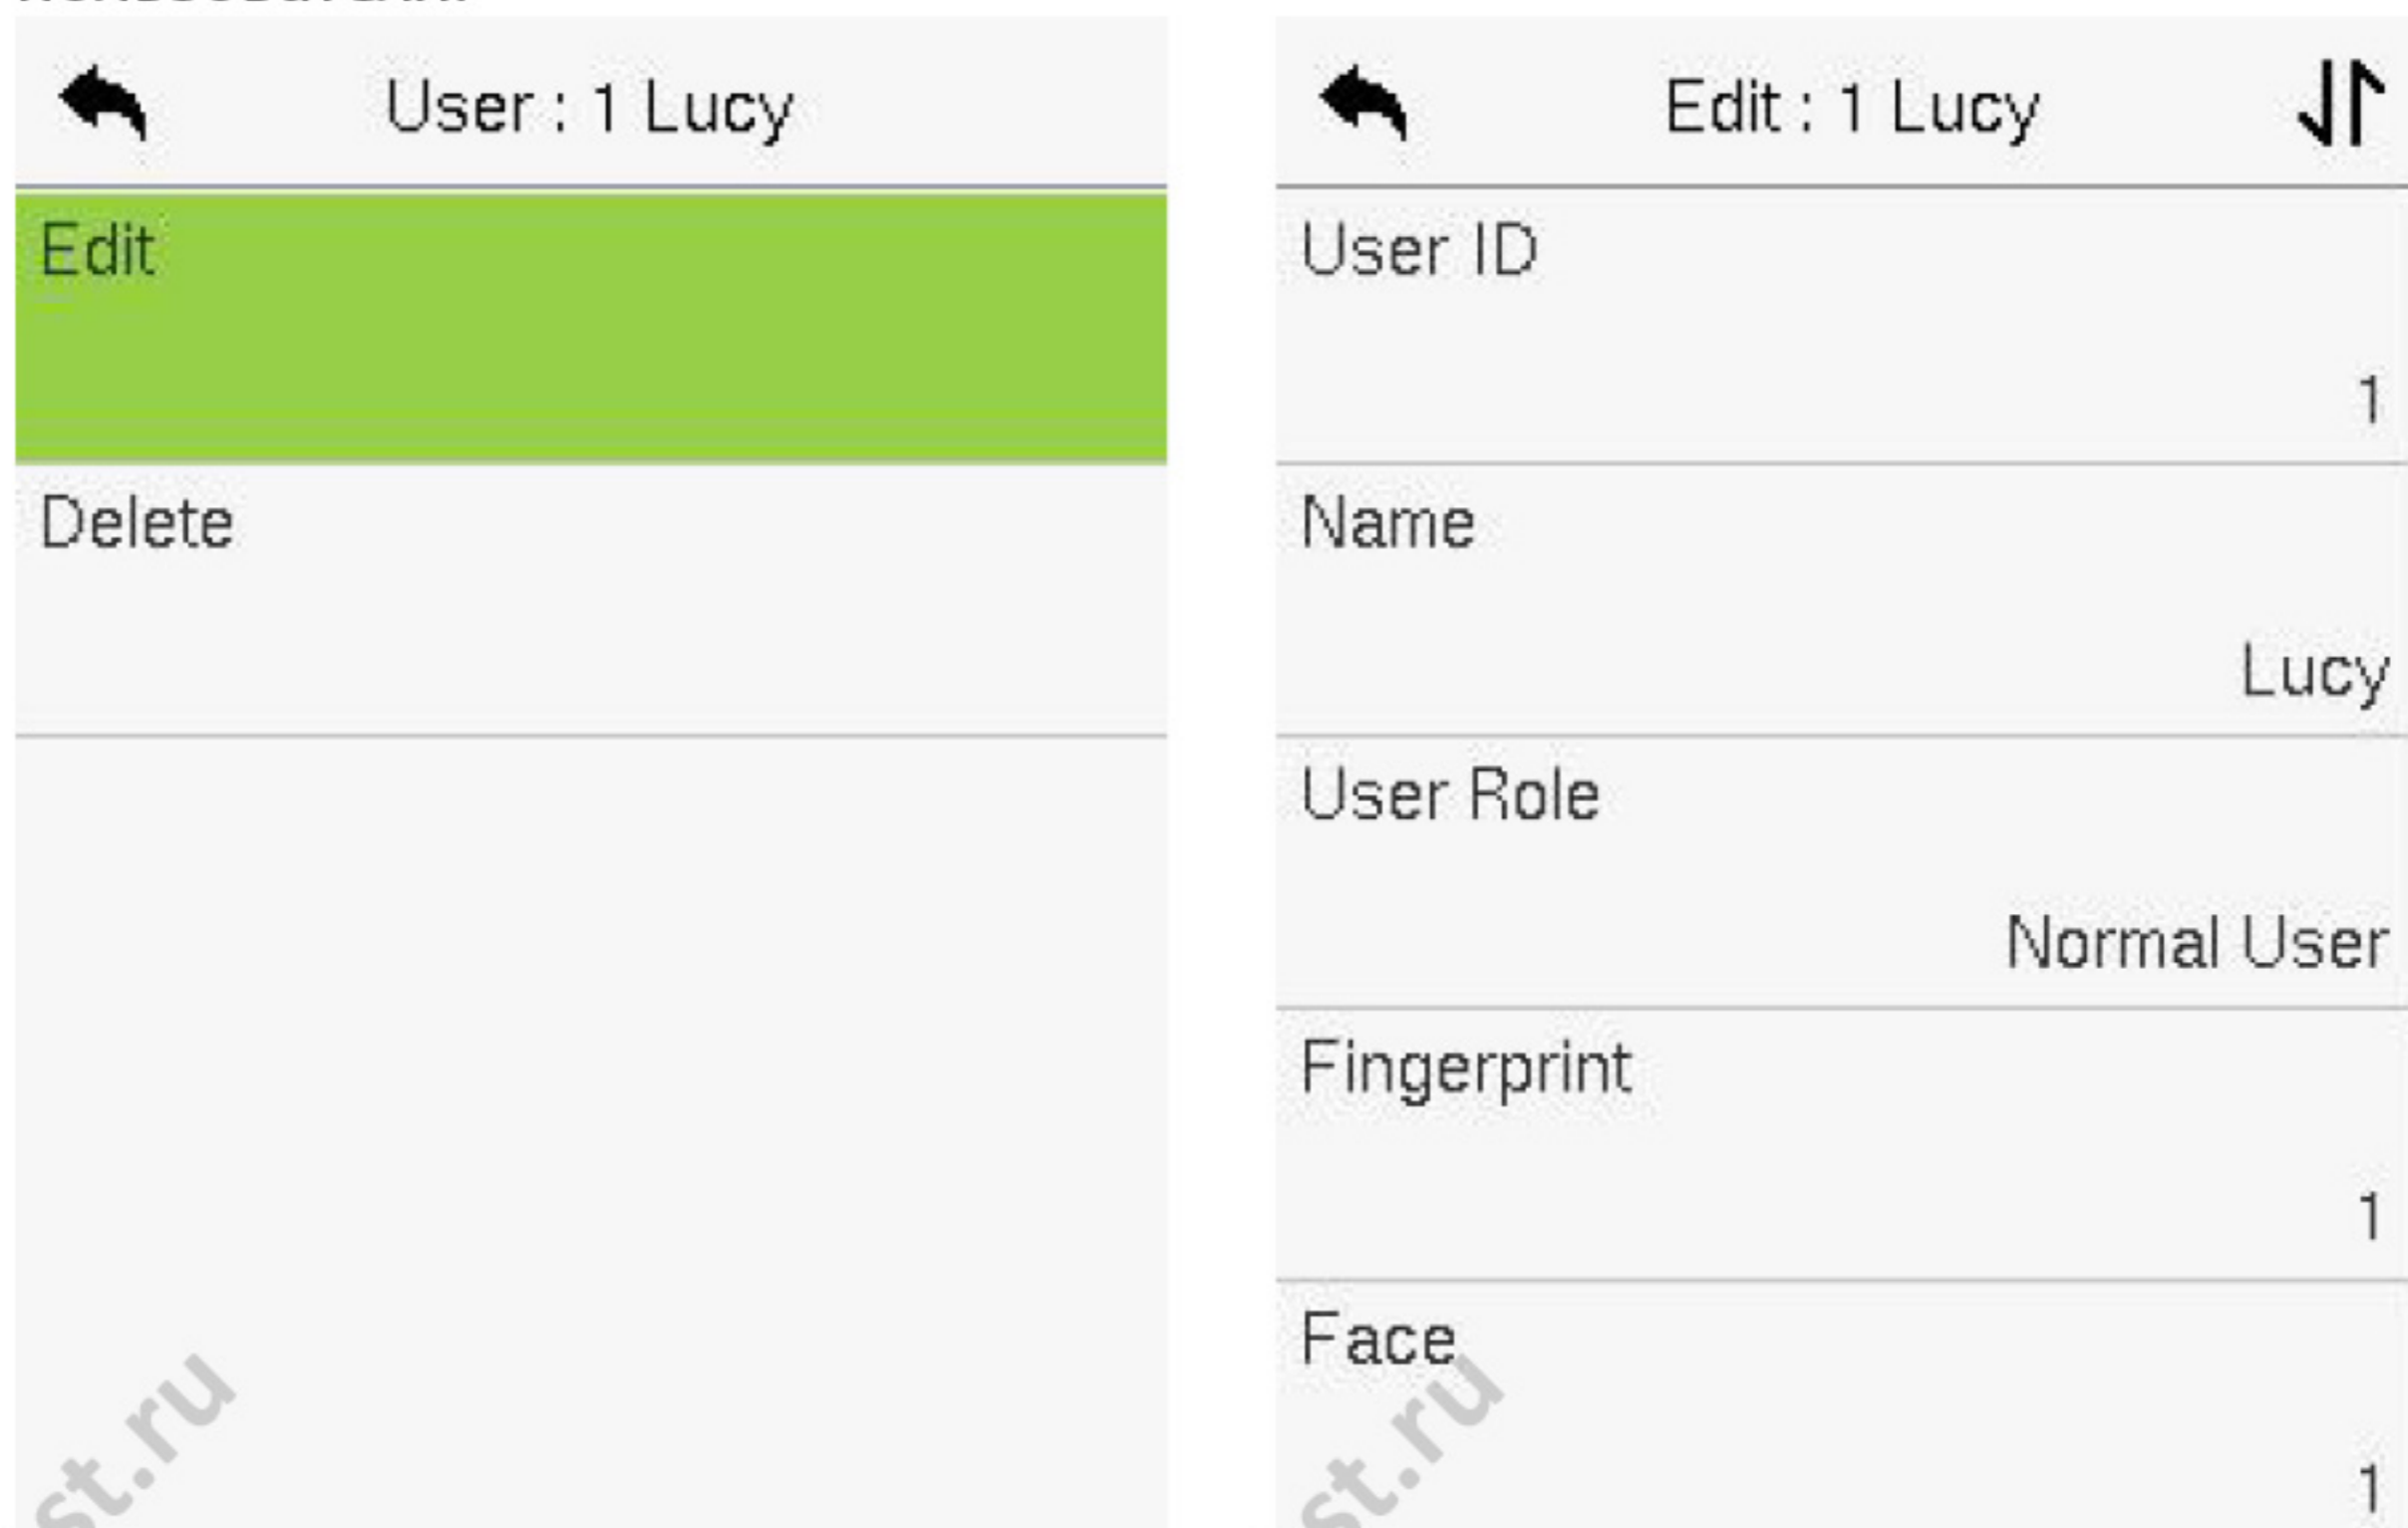 User : 1 Lucy
Edit
Delete
Edit : 1 Lucy
User ID
1
Name
Lucy
User Role
Normal User
Fingerprint
1
Face
1
st.ru
st.ru